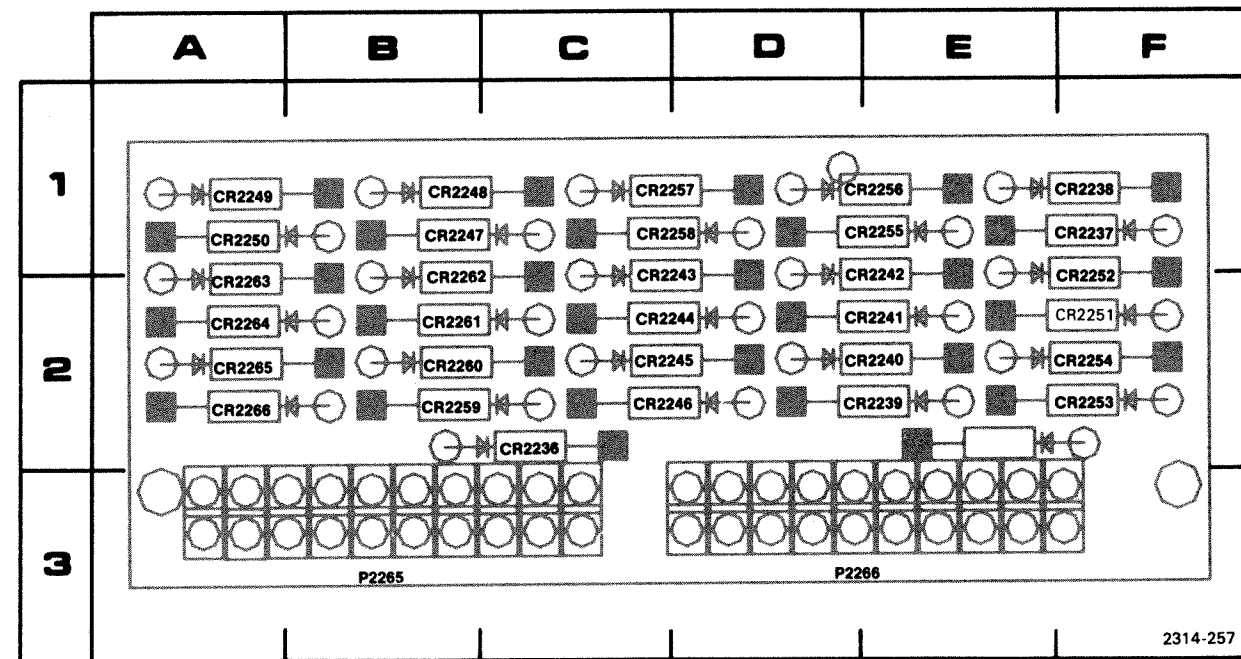 A B C D E F
1
CR2249 CR2248 CR2257 CR2256 CR2238
CR2250 CR2247 CR2258 CR2255 CR2237
CR2263 CR2262 CR2243 CR2242 CR2252
2
CR2264 CR2261 CR2244 CR2241 CR2251
CR2265 CR2260 CR2245 CR2240 CR2254
CR2266 CR2259 CR2246 CR2239 CR2253
CR2236
3
P2265 P2266
2314-257